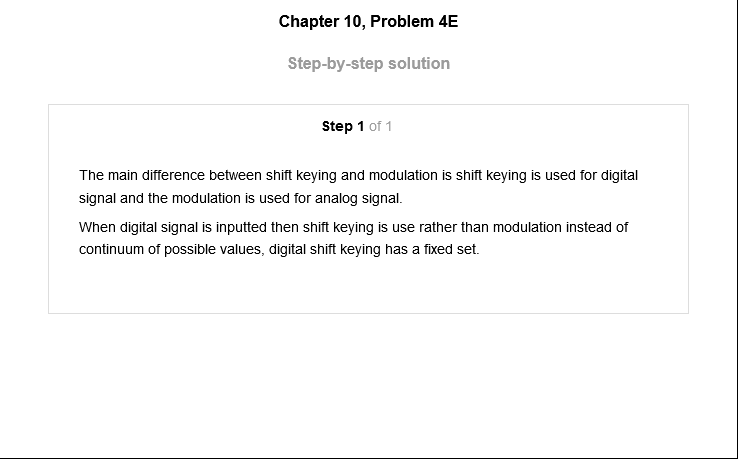 Chapter 10, Problem 4E
Step-by-step solution
Step 1 of 1
The main difference between shift keying and modulation is shift keying is used for digital
signal and the modulation is used for analog signal.
When digital signal is inputted then shift keying is use rather than modulation instead of
continuum of possible values, digital shift keying has a fixed set.